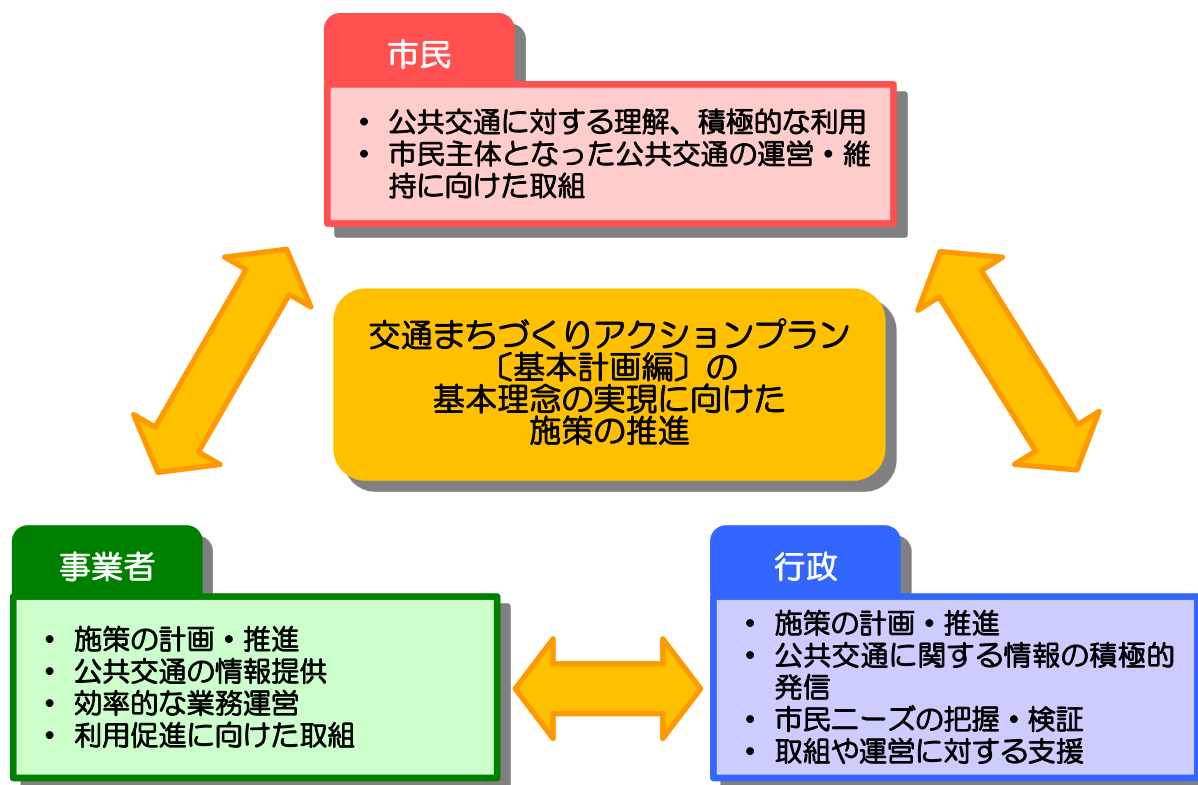 市民
• 公共交通に対する理解、積極的な利用
• 市民主体となった公共交通の運営・維
持に向けた取組
交通まちづくりアクションプラン
〔基本計画編〕の
基本理念の実現に向けた
施策の推進
事業者
• 施策の計画・推進
• 公共交通の情報提供
• 効率的な業務運営
• 利用促進に向けた取組
行政
• 施策の計画・推進
• 公共交通に関する情報の積極的
発信
• 市民ニーズの把握・検証
• 取組や運営に対する支援